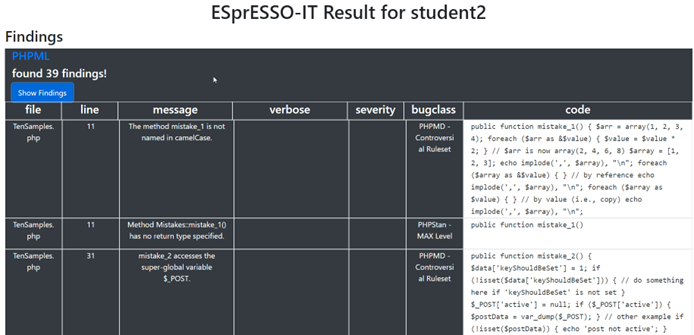 ESprESSO-IT Result for student2
Findings
PHPML
found 39 findings!
Show Findings
file line message verbose severity bugclass code
TenSamples.
php
11
The method mistake_1 is not
named in camelCase.
PHPMD -
Controversi
al Ruleset
public function mistake_1() { $arr = array(1, 2, 3,
4); foreach ($arr as &$value) { $value = $value *
2; } // $arr is now array(2, 4, 6, 8) $array = [1,
2, 3]; echo implode(',', $array), "\n"; foreach
($array as &$value) { } // by reference echo
implode(',', $array), "\n"; foreach ($array as
$value) { } // by value (i.e., copy) echo
implode(',', $array), "\n";
TenSamples.
php
11
Method Mistakes::mistake_1()
has no return type specified.
PHPStan -
MAX Level
public function mistake_1()
TenSamples.
php
31
mistake_2 accesses the
super-global variable
$_POST.
PHPMD -
Controversi
al Ruleset
public function mistake_2() {
$data['keyShouldBeSet'] = 1; if
(!isset($data['keyShouldBeSet'])) { // do something
here if 'keyShouldBeSet' is not set }
$_POST['active'] = null; if ($_POST['active']) {
$postData = var_dump($_POST); } // other example if
(!isset($postData)) { echo 'post not active'; }